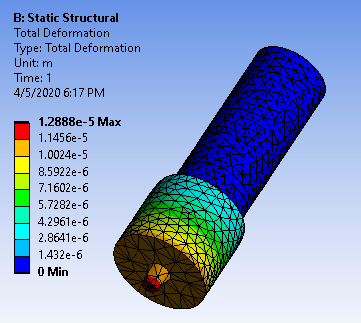 B: Static Structural
Total Deformation
Type: Total Deformation
Unit: m
Time: 1
4/5/2020 6:17 PM
1.2888e-5 Max
1.1456e-5
1.0024e-5
8.5922e-6
7.1602e-6
5.7282e-6
4.2961e-6
2.8641e-6
1.432e-6
0 Min